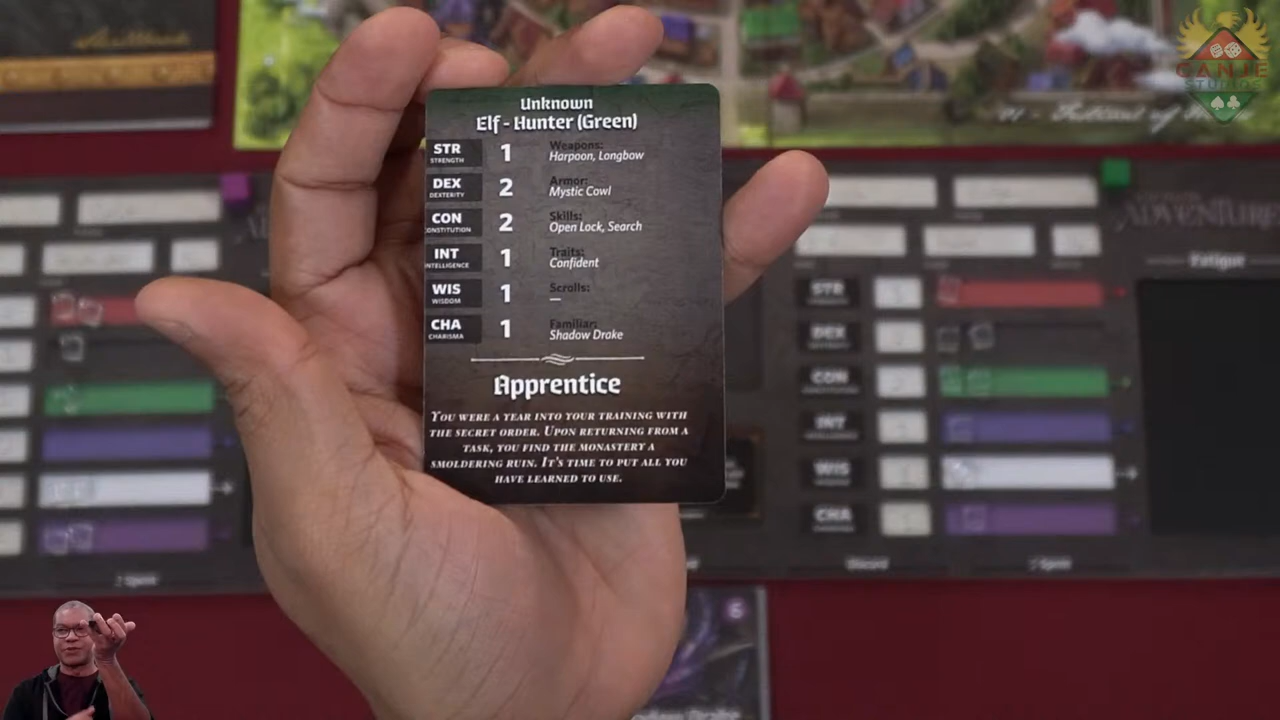 CANJE
STUDIOS
Unknown
Elf - Hunter (Green)
STR
STRENGTH
1
Weapons:
Harpoon, Longbow
DEX
DEXTERITY
2
Armor:
Mystic Cowl
CON
CONSTITUTION
2
Skills:
Open Lock, Search
INT
INTELLIGENCE
1
Traits:
Confident
WIS
WISDOM
1
Scrolls:
—
CHA
CHARISMA
1
Familiar:
Shadow Drake
Apprentice
You were a year into your training with
the secret order. Upon returning from a
task, you find the monastery a
smoldering ruin. It's time to put all you
have learned to use.
ADVENTURE
Fatigue
STR
DEX
CON
INT
WIS
CHA
Discard